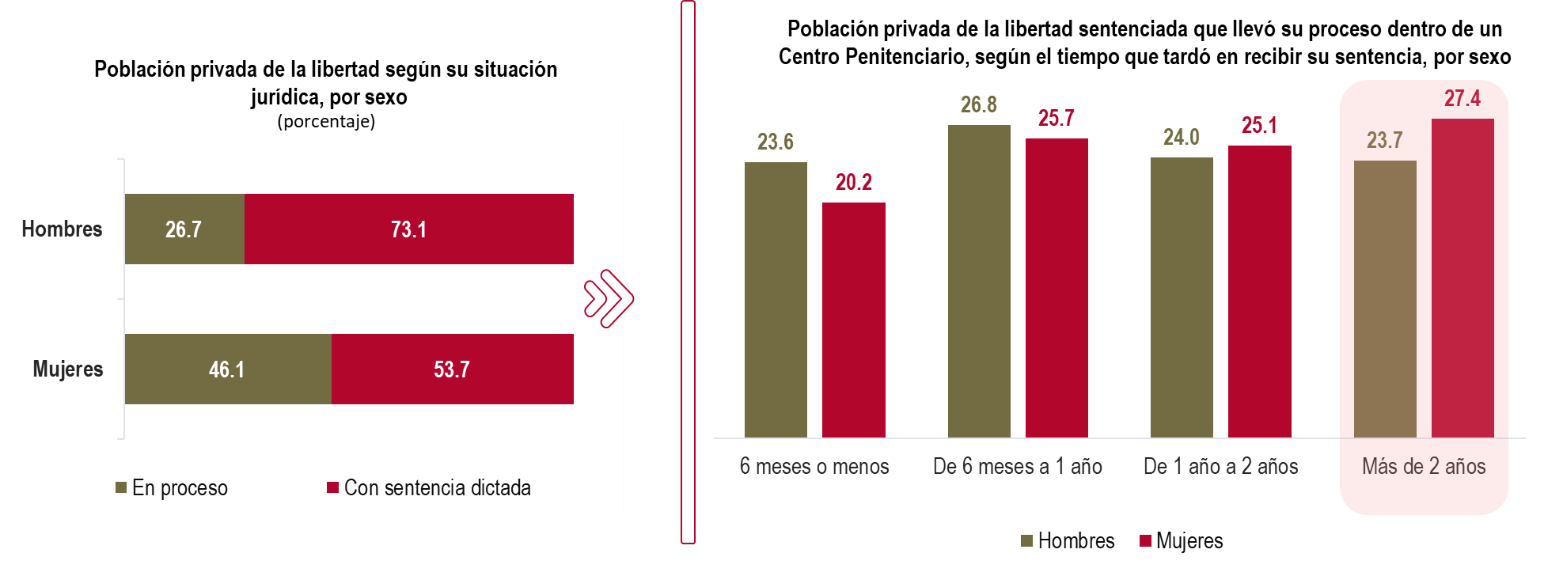 Población privada de la libertad según su situación
jurídica, por sexo
(porcentaje)
Hombres
26.7
73.1
Mujeres
46.1
53.7
En proceso
Con sentencia dictada
Población privada de la libertad sentenciada que llevó su proceso dentro de un
Centro Penitenciario, según el tiempo que tardó en recibir su sentencia, por sexo
23.6
20.2
26.8
25.7
24.0
25.1
23.7
27.4
6 meses o menos
De 6 meses a 1 año
De 1 año a 2 años
Más de 2 años
Hombres
Mujeres